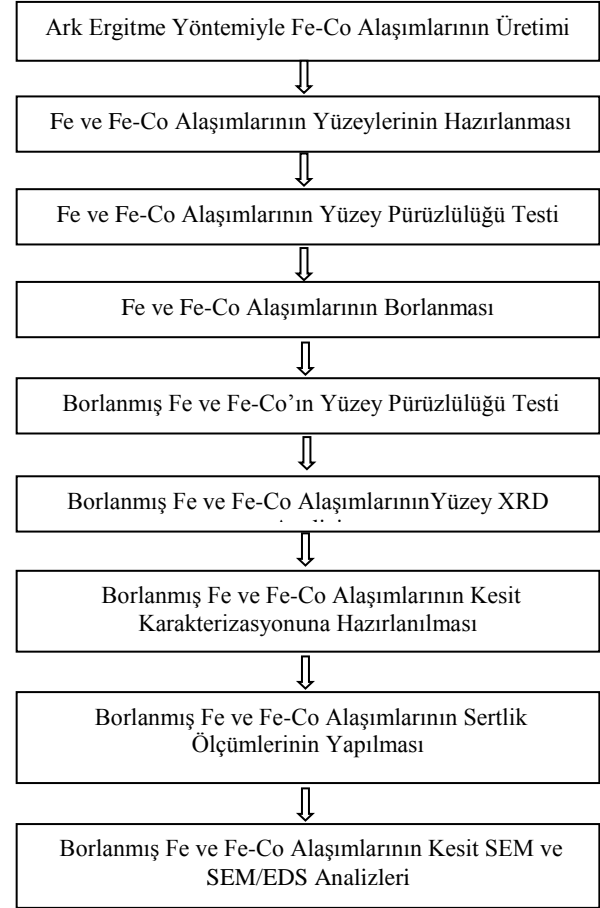 Ark Ergitme Yöntemiyle Fe-Co Alaşımlarının Üretimi
Fe ve Fe-Co Alaşımlarının Yüzeylerinin Hazırlanması
Fe ve Fe-Co Alaşımlarının Yüzey Pürüzlülüğü Testi
Fe ve Fe-Co Alaşımlarının Borlanması
Borlanmış Fe ve Fe-Co’ın Yüzey Pürüzlülüğü Testi
Borlanmış Fe ve Fe-Co AlaşımlarınınYüzey XRD
Borlanmış Fe ve Fe-Co Alaşımlarının Kesit
Karakterizasyonuna Hazırlanılması
Borlanmış Fe ve Fe-Co Alaşımlarının Sertlik
Ölçümlerinin Yapılması
Borlanmış Fe ve Fe-Co Alaşımlarının Kesit SEM ve
SEM/EDS Analizleri